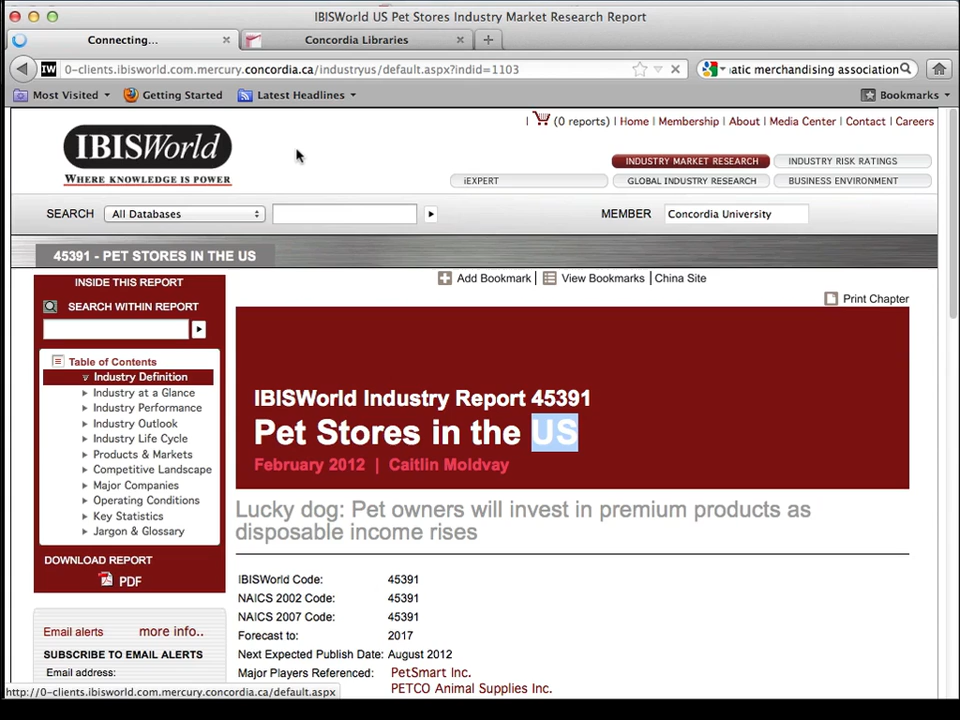 IBISWorld US Pet Stores Industry Market Research Report
Connecting...
Concordia Libraries
IW 0-clients.ibisworld.com.mercury.concordia.ca/industryus/default.aspx?indid=1103
atic merchandising association
Most Visited Getting Started Latest Headlines Bookmarks
(0 reports) | Home | Membership | About | Media Center | Contact | Careers
IBISWorld
WHERE KNOWLEDGE IS POWER
INDUSTRY MARKET RESEARCH INDUSTRY RISK RATINGS
iEXPERT GLOBAL INDUSTRY RESEARCH BUSINESS ENVIRONMENT
SEARCH All Databases MEMBER Concordia University
45391 - PET STORES IN THE US
INSIDE THIS REPORT
SEARCH WITHIN REPORT
Table of Contents
Industry Definition
Industry at a Glance
Industry Performance
Industry Outlook
Industry Life Cycle
Products & Markets
Competitive Landscape
Major Companies
Operating Conditions
Key Statistics
Jargon & Glossary
DOWNLOAD REPORT
PDF
Email alerts more info..
SUBSCRIBE TO EMAIL ALERTS
Email address:
Add Bookmark | View Bookmarks | China Site
Print Chapter
IBISWorld Industry Report 45391
Pet Stores in the US
February 2012 | Caitlin Moldvay
Lucky dog: Pet owners will invest in premium products as
disposable income rises
IBISWorld Code: 45391
NAICS 2002 Code: 45391
NAICS 2007 Code: 45391
Forecast to: 2017
Next Expected Publish Date: August 2012
Major Players Referenced: PetSmart Inc.
PETCO Animal Supplies Inc.
http://0-clients.ibisworld.com.mercury.concordia.ca/default.aspx